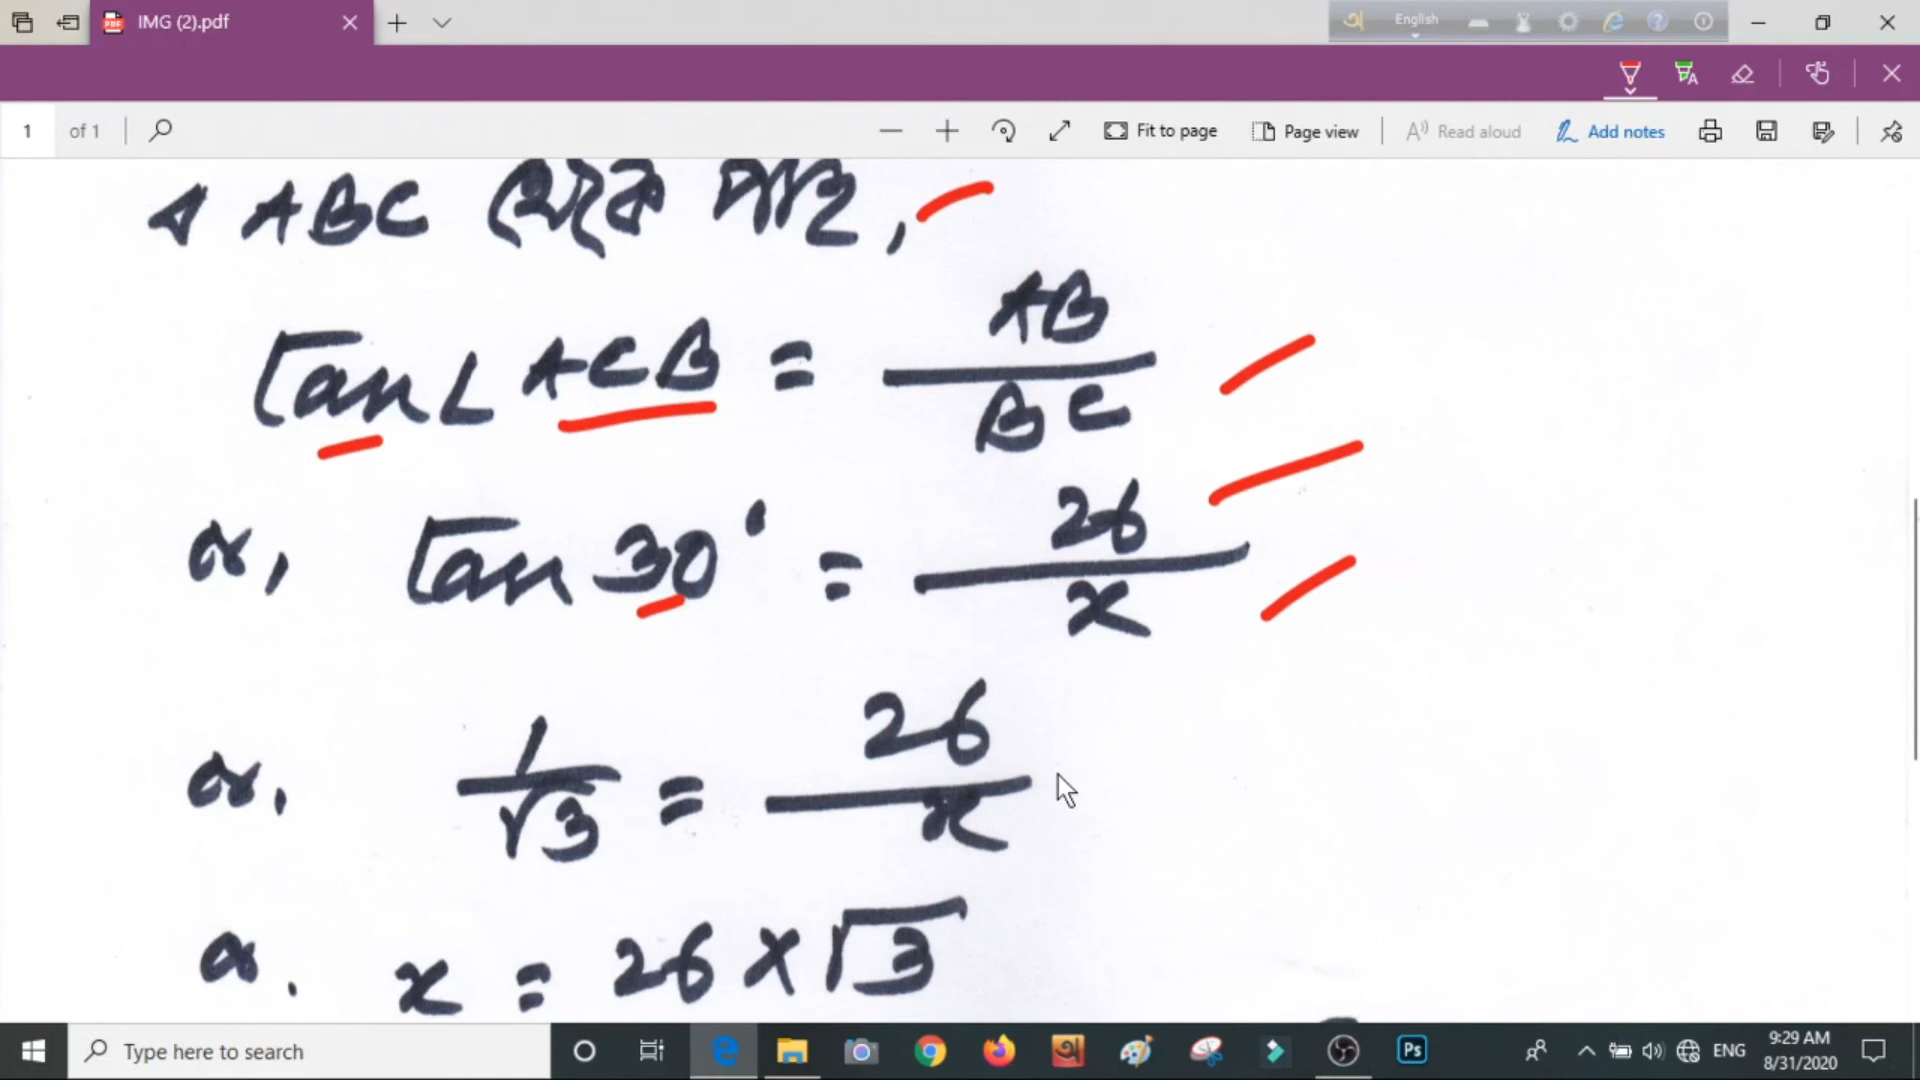 IMG (2).pdf
English
1 of 1
Fit to page
Page view
Read aloud
Add notes
Δ ABC থেকে পাই,
Tan∠ACB = AB/BC
বা, Tan 30° = 26/x
বা, 1/√3 = 26/x
বা, x = 26×√3
Type here to search
Ps
ENG
9:29 AM
8/31/2020